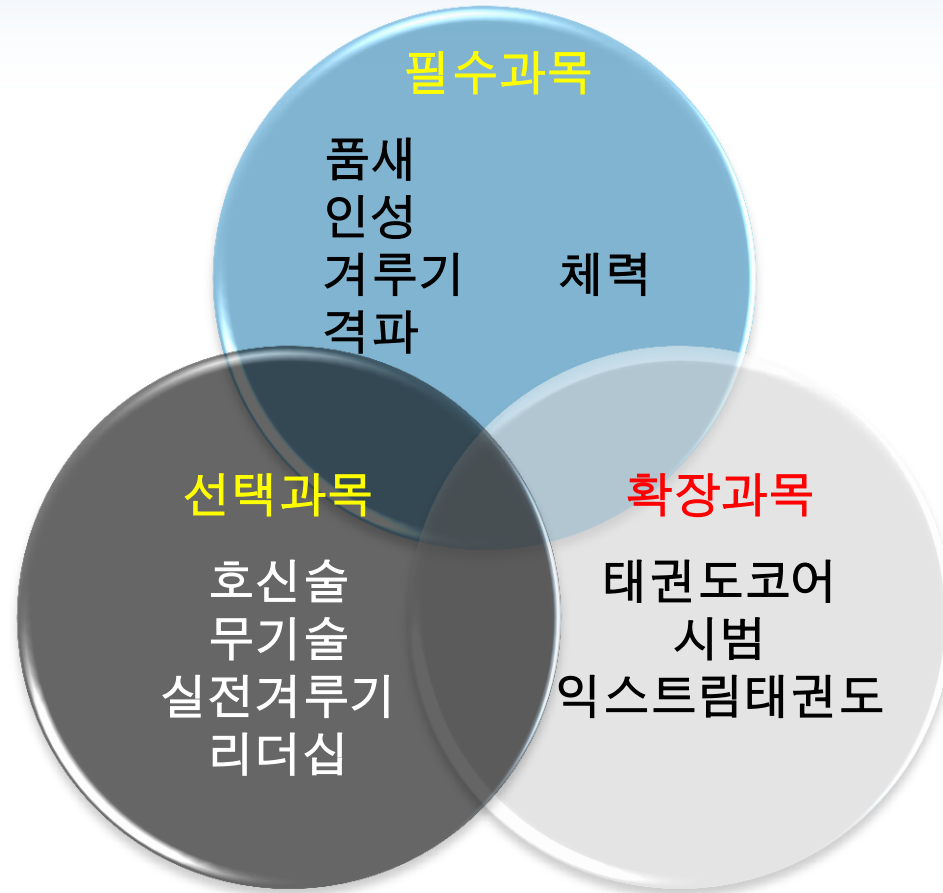 필수과목
품새
인성
겨루기 체력
격파
선택과목
호신술
무기술
실전겨루기
리더십
확장과목
태권도코어
시범
익스트림태권도